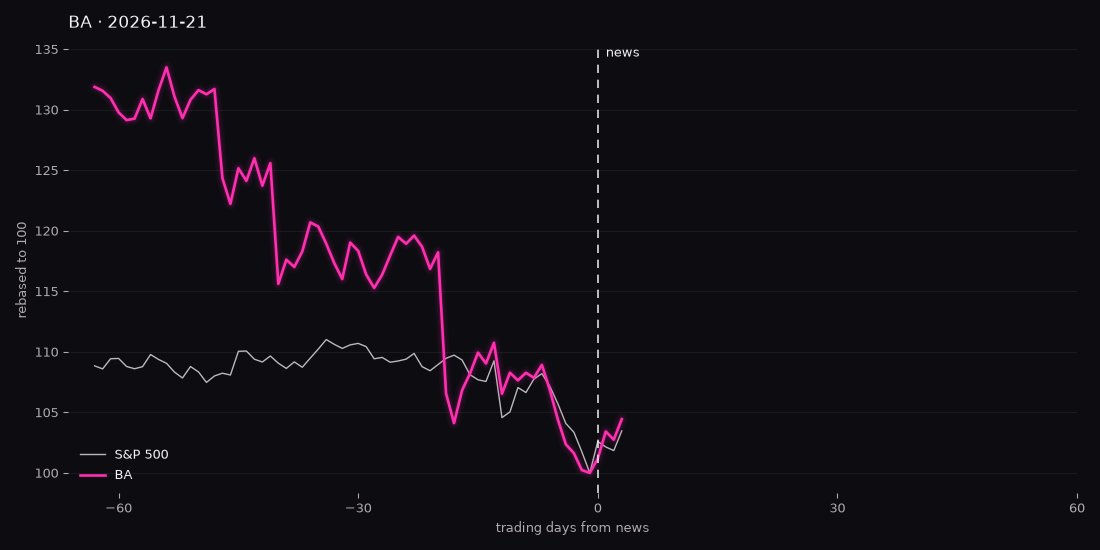 BA · 2026-11-21
news
135
130
125
120
115
110
105
100
rebased to 100
S&P 500
BA
−60
−30
0
30
60
trading days from news